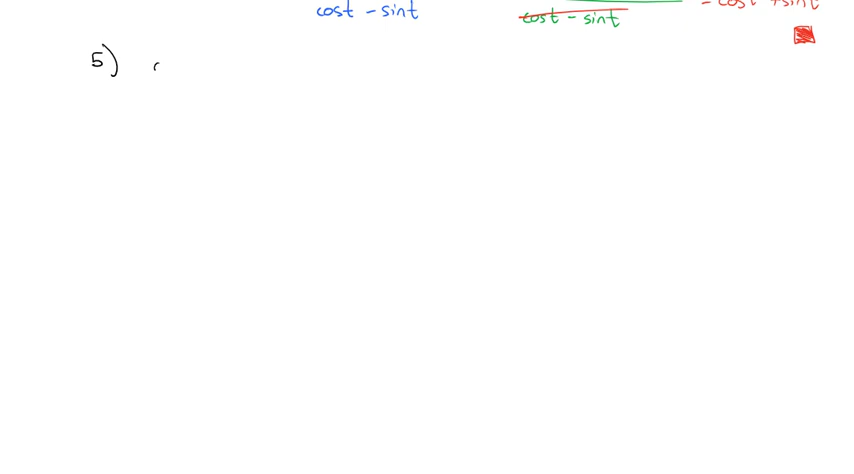 - cost + sint
cost - sint
cost - sint
5)